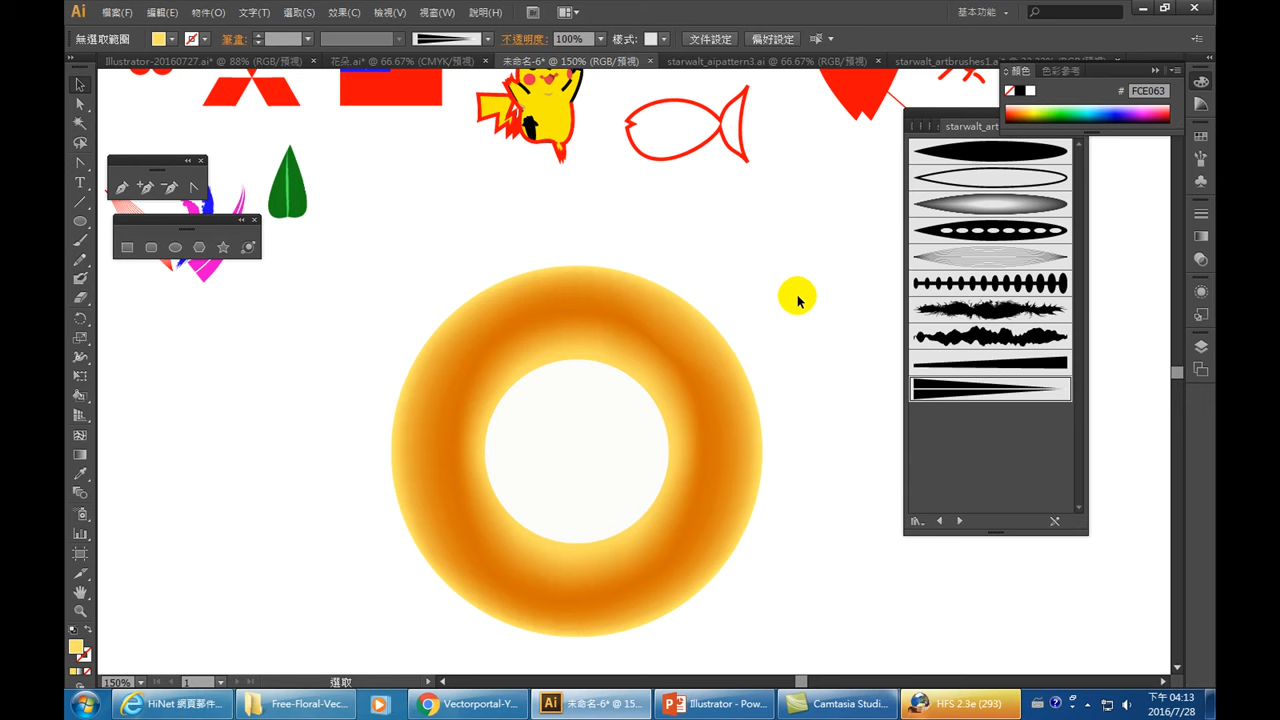 Ai 檔案(F) 編輯(E) 物件(O) 文字(T) 選取(S) 效果(C) 檢視(V) 視窗(W) 說明(H) Br 基本功能
無選取範圍 筆畫: 不透明度: 100% 樣式: 文件設定 偏好設定
Illustrator-20160727.ai* @ 88% (RGB/預視) × 花朵.ai* @ 66.67% (CMYK/預視) × 未命名-6* @ 150% (RGB/預視) × starwalt_aipattern3.ai @ 66.67% (RGB/預視) ×
顏色 色彩參考
# FCE063
starwalt_art
150% 1 選取
HiNet 網頁郵件... Free-Floral-Vec... Vectorportal-Y... Ai 未命名-6* @ 15... Illustrator - Pow... Camtasia Studi... HFS 2.3e (293)
下午 04:13
2016/7/28